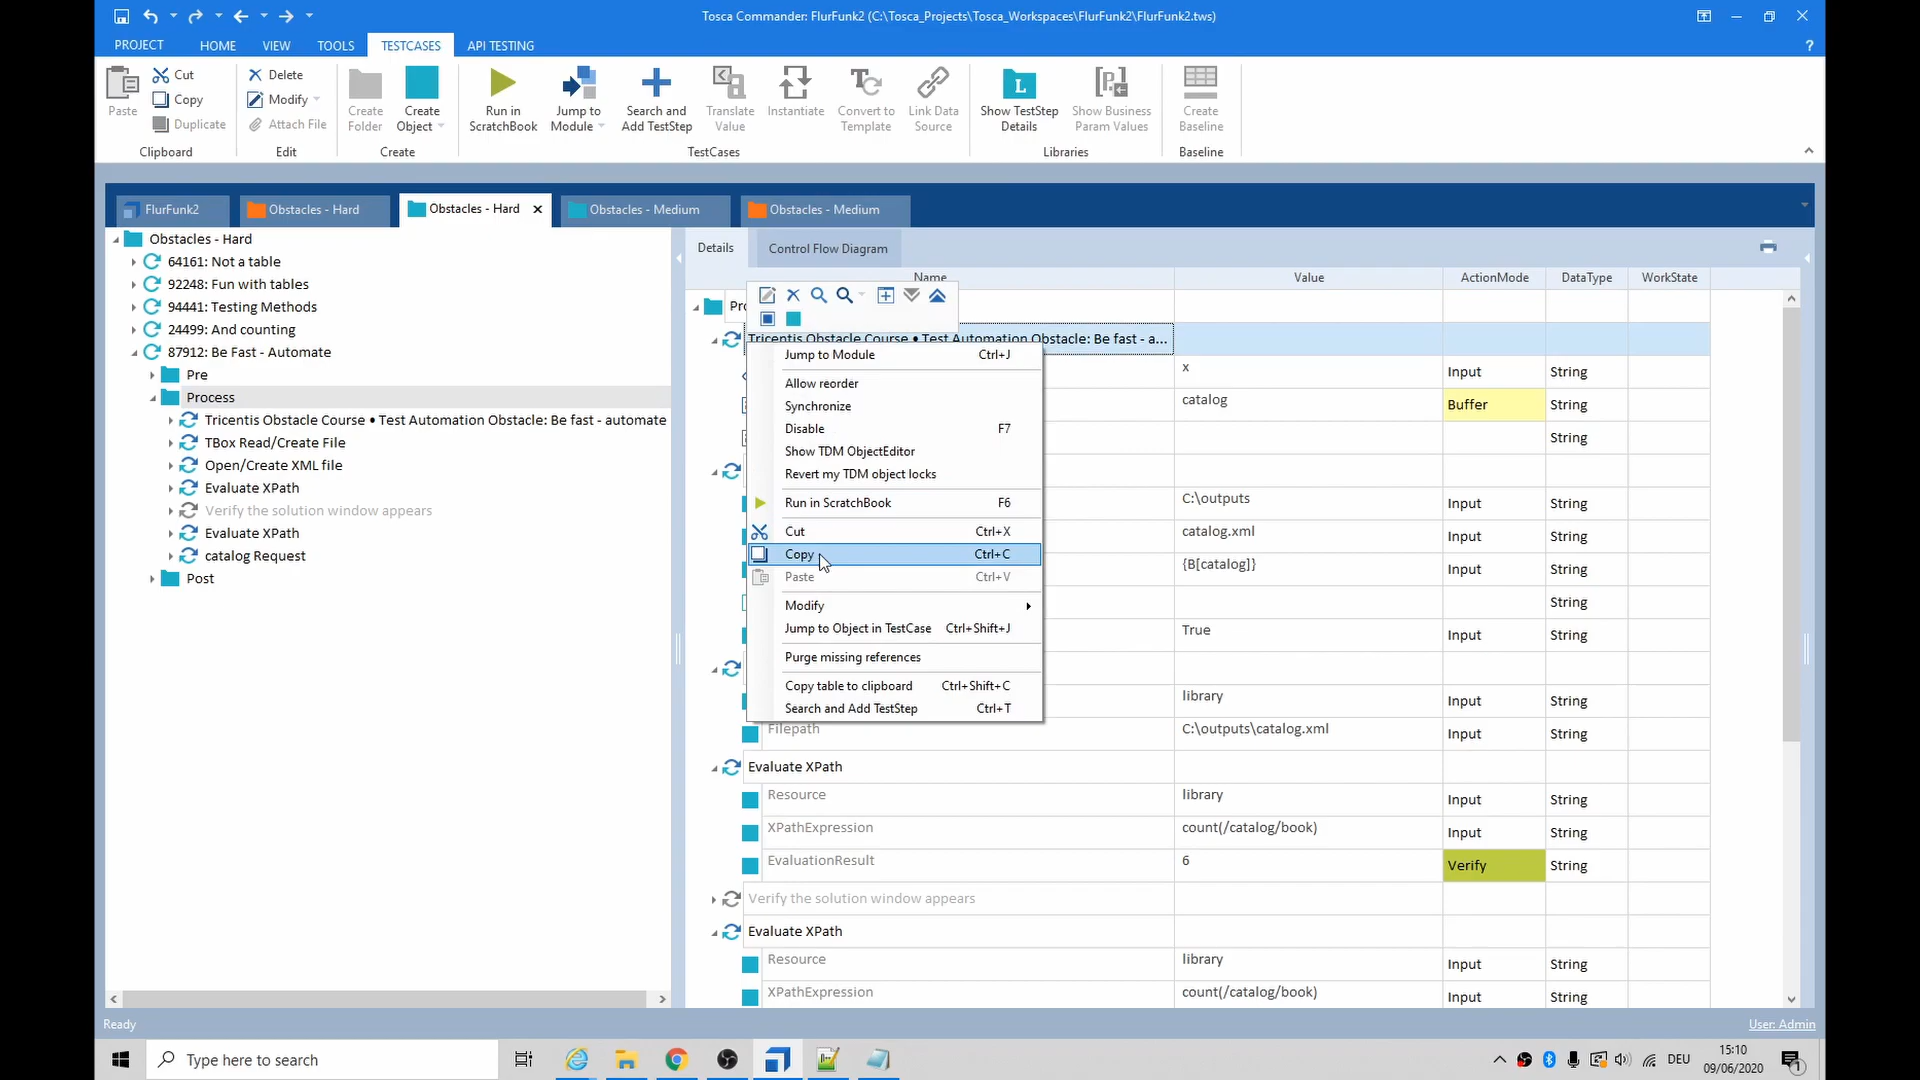 Tosca Commander: FlurFunk2 (C:\Tosca_Projects\Tosca_Workspaces\FlurFunk2\FlurFunk2.tws)
PROJECT HOME VIEW TOOLS TESTCASES API TESTING ?
Paste
Cut
Copy
Duplicate
Clipboard
Delete
Modify
Attach File
Edit
Create Folder
Create Object
Create
Run in ScratchBook
Jump to Module
Search and Add TestStep
Translate Value
Instantiate
Convert to Template
Link Data Source
TestCases
Show TestStep Details
Show Business Param Values
Libraries
Create Baseline
Baseline
FlurFunk2
Obstacles - Hard
Obstacles - Hard
Obstacles - Medium
Obstacles - Medium
Obstacles - Hard
64161: Not a table
92248: Fun with tables
94441: Testing Methods
24499: And counting
87912: Be Fast - Automate
Pre
Process
Tricentis Obstacle Course • Test Automation Obstacle: Be fast - automate
TBox Read/Create File
Open/Create XML file
Evaluate XPath
Verify the solution window appears
Evaluate XPath
catalog Request
Post
Details
Control Flow Diagram
Name Value ActionMode DataType WorkState
Tricentis Obstacle Course • Test Automation Obstacle: Be fast - a...
Jump to Module Ctrl+J
Allow reorder
Synchronize
Disable F7
Show TDM ObjectEditor
Revert my TDM object locks
Run in ScratchBook F6
Cut Ctrl+X
Copy Ctrl+C
Paste Ctrl+V
Modify
Jump to Object in TestCase Ctrl+Shift+J
Purge missing references
Copy table to clipboard Ctrl+Shift+C
Search and Add TestStep Ctrl+T
x Input String
catalog Buffer String
String
C:\outputs Input String
catalog.xml Input String
{B[catalog]} Input String
String
True Input String
library Input String
Filepath C:\outputs\catalog.xml Input String
Evaluate XPath
Resource library Input String
XPathExpression count(/catalog/book) Input String
EvaluationResult 6 Verify String
Verify the solution window appears
Evaluate XPath
Resource library Input String
XPathExpression count(/catalog/book) Input String
Ready
User: Admin
Type here to search
DEU
15:10
09/06/2020
1